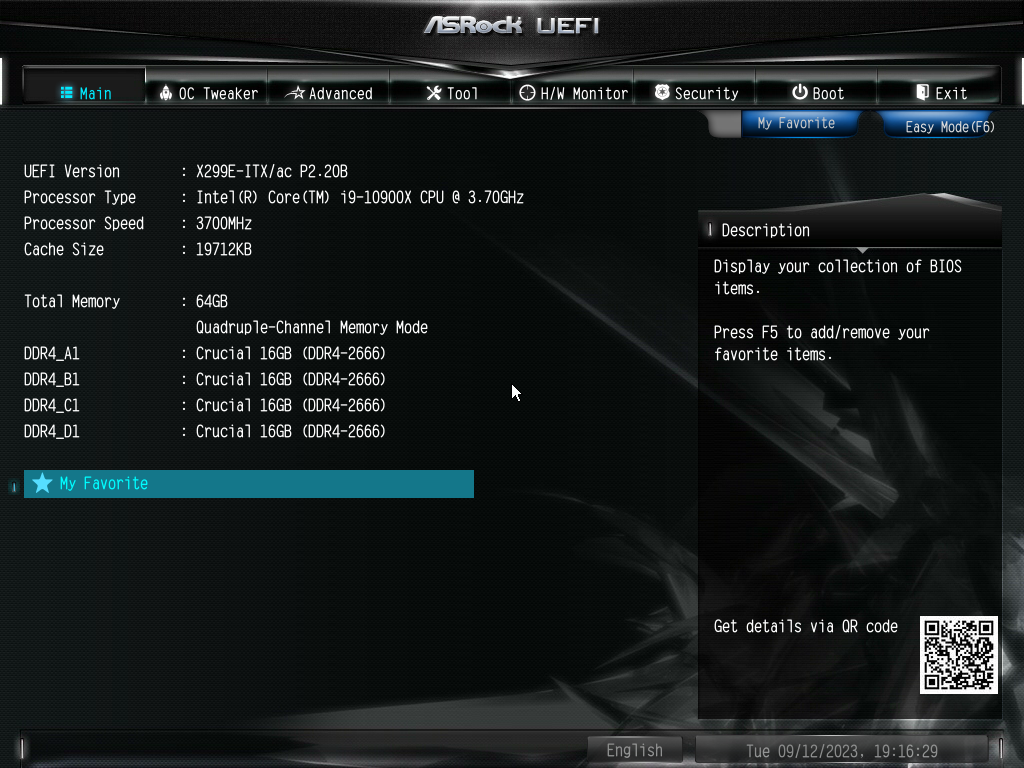 ASRock UEFI
Main OC Tweaker Advanced Tool H/W Monitor Security Boot Exit
My Favorite Easy Mode(F6)
UEFI Version : X299E-ITX/ac P2.20B
Processor Type : Intel(R) Core(TM) i9-10900X CPU @ 3.70GHz
Processor Speed : 3700MHz
Cache Size : 19712KB
Total Memory : 64GB
Quadruple-Channel Memory Mode
DDR4_A1 : Crucial 16GB (DDR4-2666)
DDR4_B1 : Crucial 16GB (DDR4-2666)
DDR4_C1 : Crucial 16GB (DDR4-2666)
DDR4_D1 : Crucial 16GB (DDR4-2666)
My Favorite
Description
Display your collection of BIOS
items.
Press F5 to add/remove your
favorite items.
Get details via QR code
English Tue 09/12/2023, 19:16:29